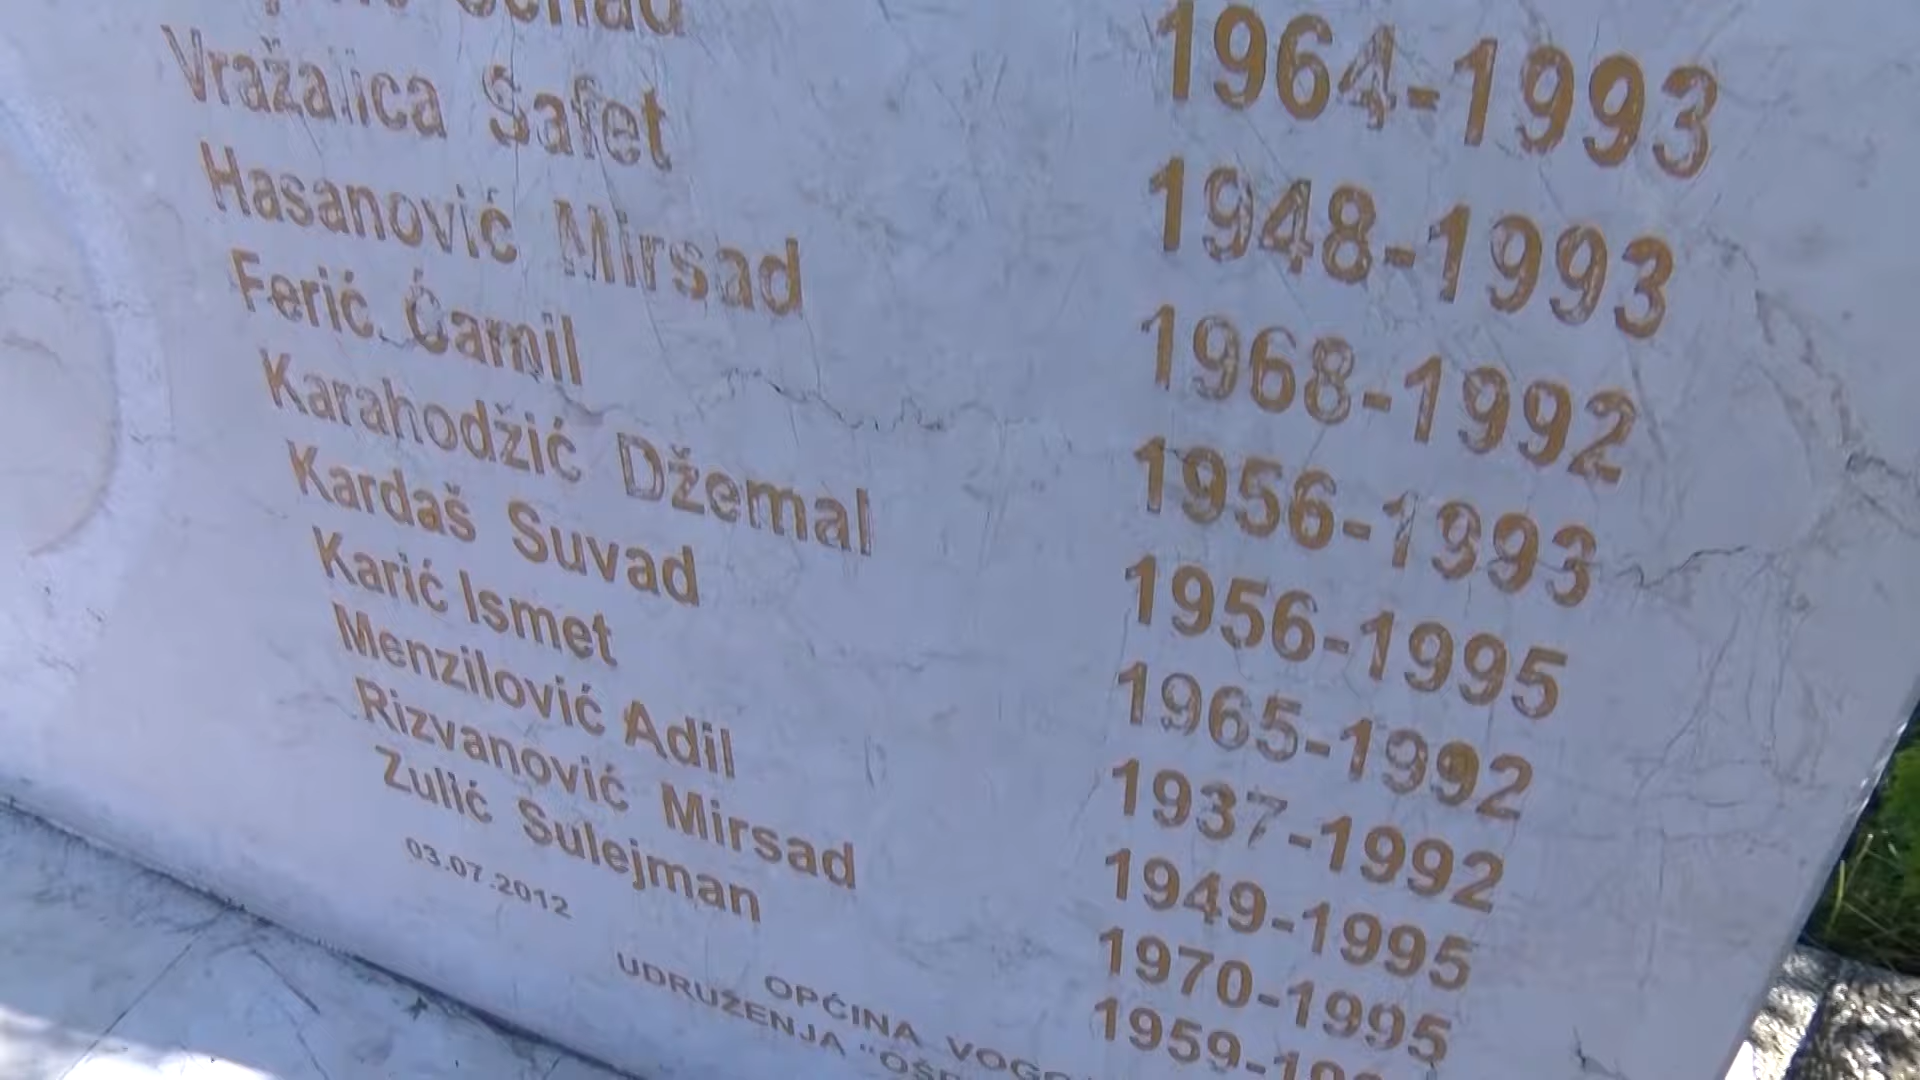 Senad 1964-1993
Vražalica Safet 1948-1993
Hasanović Mirsad 1968-1992
Ferić Ćamil 1956-1993
Karahodžić Džemal 1956-1995
Kardaš Suvad 1965-1992
Karić Ismet 1937-1992
Menzilović Adil 1949-1995
Rizvanović Mirsad 1970-1995
Zulić Sulejman 1959-
03.07.2012
OPĆINA
UDRUŽENJA